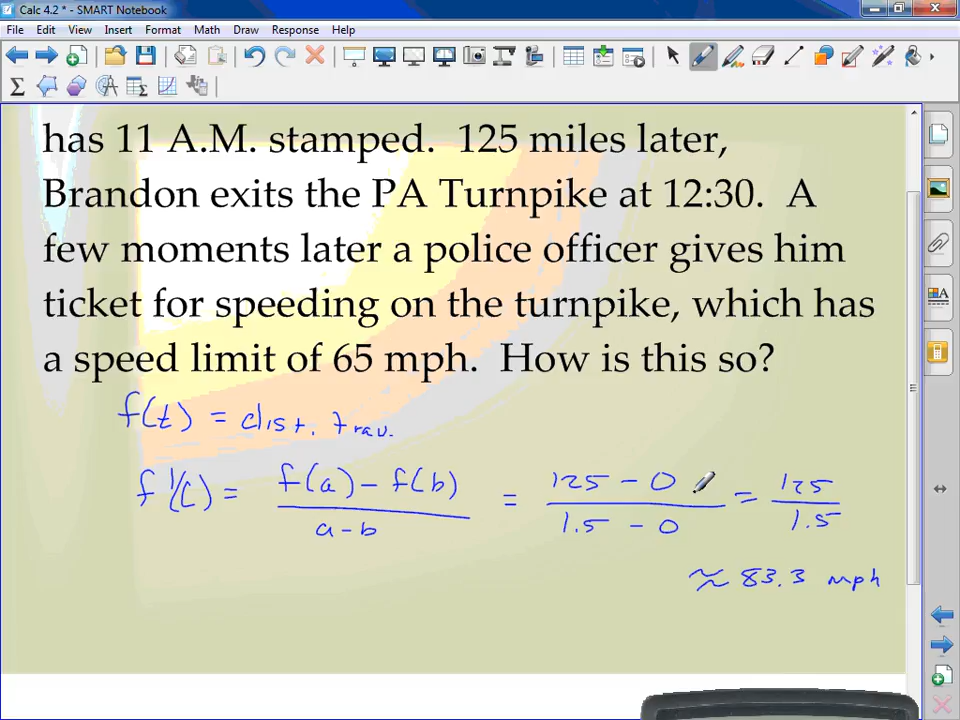 Calc 4.2 * - SMART Notebook
File Edit View Insert Format Math Draw Response Help
has 11 A.M. stamped. 125 miles later,
Brandon exits the PA Turnpike at 12:30. A
few moments later a police officer gives him
ticket for speeding on the turnpike, which has
a speed limit of 65 mph. How is this so?
f(t) = dist. trav.
f'(c) = f(a) - f(b) / a - b = 125 - 0 / 1.5 - 0 = 125 / 1.5
≈ 83.3 mph